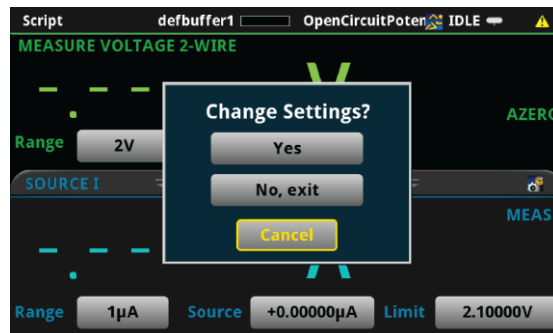 Script defbuffer1 OpenCircuitPoten IDLE
MEASURE VOLTAGE 2-WIRE
- . - - V
Change Settings?
AZERO
Range 2V
Yes
SOURCE I
No, exit
MEAS
Cancel
- . - -
Range 1µA Source +0.00000µA Limit 2.10000V